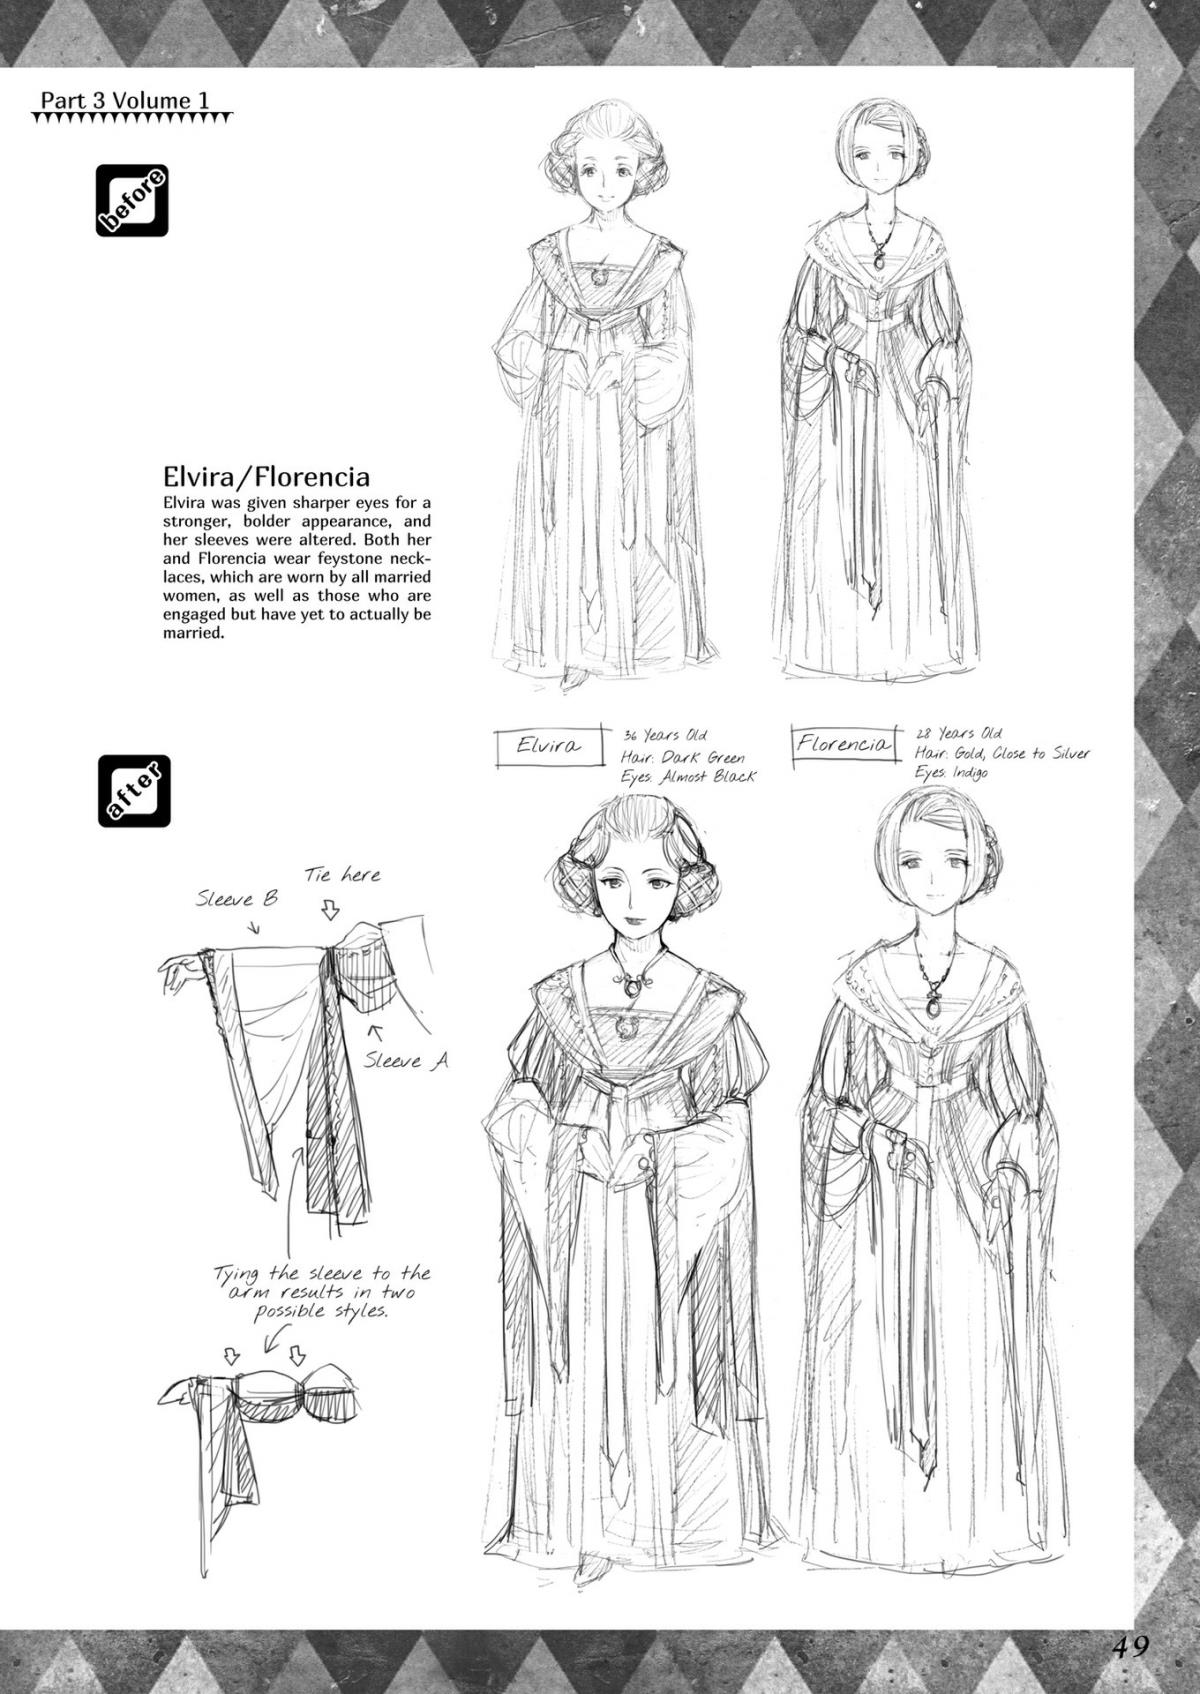 Part 3 Volume 1
before
Elvira/Florencia
Elvira was given sharper eyes for a
stronger, bolder appearance, and
her sleeves were altered. Both her
and Florencia wear feystone neck-
laces, which are worn by all married
women, as well as those who are
engaged but have yet to actually be
married.
Elvira
36 Years Old
Hair: Dark Green
Eyes: Almost Black
Florencia
28 Years Old
Hair: Gold, Close to Silver
Eyes: Indigo
after
Tie here
Sleeve B
Sleeve A
Tying the sleeve to the
arm results in two
possible styles.
49